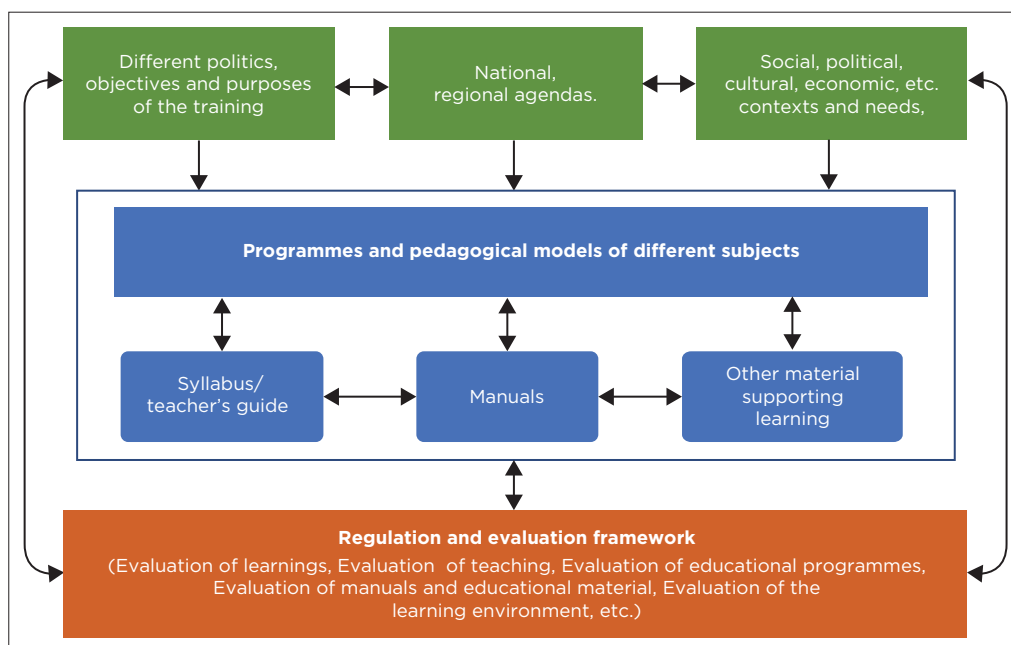 Different politics,
objectives and purposes
of the training
National,
regional agendas.
Social, political,
cultural, economic, etc.
contexts and needs,
Programmes and pedagogical models of different subjects
Syllabus/
teacher's guide
Manuals
Other material
supporting
learning
Regulation and evaluation framework
(Evaluation of learnings, Evaluation of teaching, Evaluation of educational programmes,
Evaluation of manuals and educational material, Evaluation of the
learning environment, etc.)